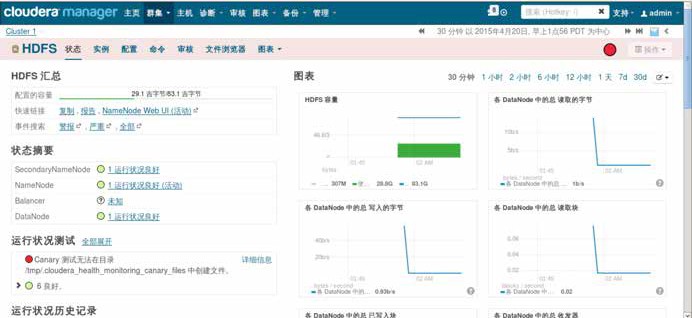 cloudera manager 主页 群集 主机 诊断 审核 图表 备份 管理 8 搜索 (Hotkey: /) 支持 admin
Cluster 1 30 分钟 以 2015年4月20日, 早上1点56 PDT 为中心
HDFS 状态 实例 配置 命令 审核 文件浏览器 图表 操作
HDFS 汇总
配置的容量 29.1 吉字节/83.1 吉字节
快速链接 复制 , 报告 , NameNode Web UI (活动)
事件搜索 警报 , 严重 , 全部
状态摘要
SecondaryNameNode 1 运行状况良好
NameNode 1 运行状况良好 (活动)
Balancer 未知
DataNode 1 运行状况良好
运行状况测试 全部展开
Canary 测试无法在目录 详细信息
/tmp/.cloudera_health_monitoring_canary_files 中创建文件。
6 良好。
运行状况历史记录
图表 30 分钟 1 小时 2 小时 6 小时 12 小时 1 天 7d 30d
HDFS 容量
bytes
46.6G
01:45 02 AM
307M 使... 28.8G 83.1G
各 DataNode 中的总 读取的字节
bytes / second
10b/s
5b/s
01:45 02 AM
各 DataNode 中的总 ... 1b/s
各 DataNode 中的总 写入的字节
bytes / second
40b/s
20b/s
01:45 02 AM
各 DataNode 中的总... 0.93b/s
各 DataNode 中的总 读取块
blocks / second
0.06
0.04
0.02
01:45 02 AM
各 DataNode 中的总 ... 0.02
各 DataNode 中的总 已写入块
各 DataNode 中的总 收发器